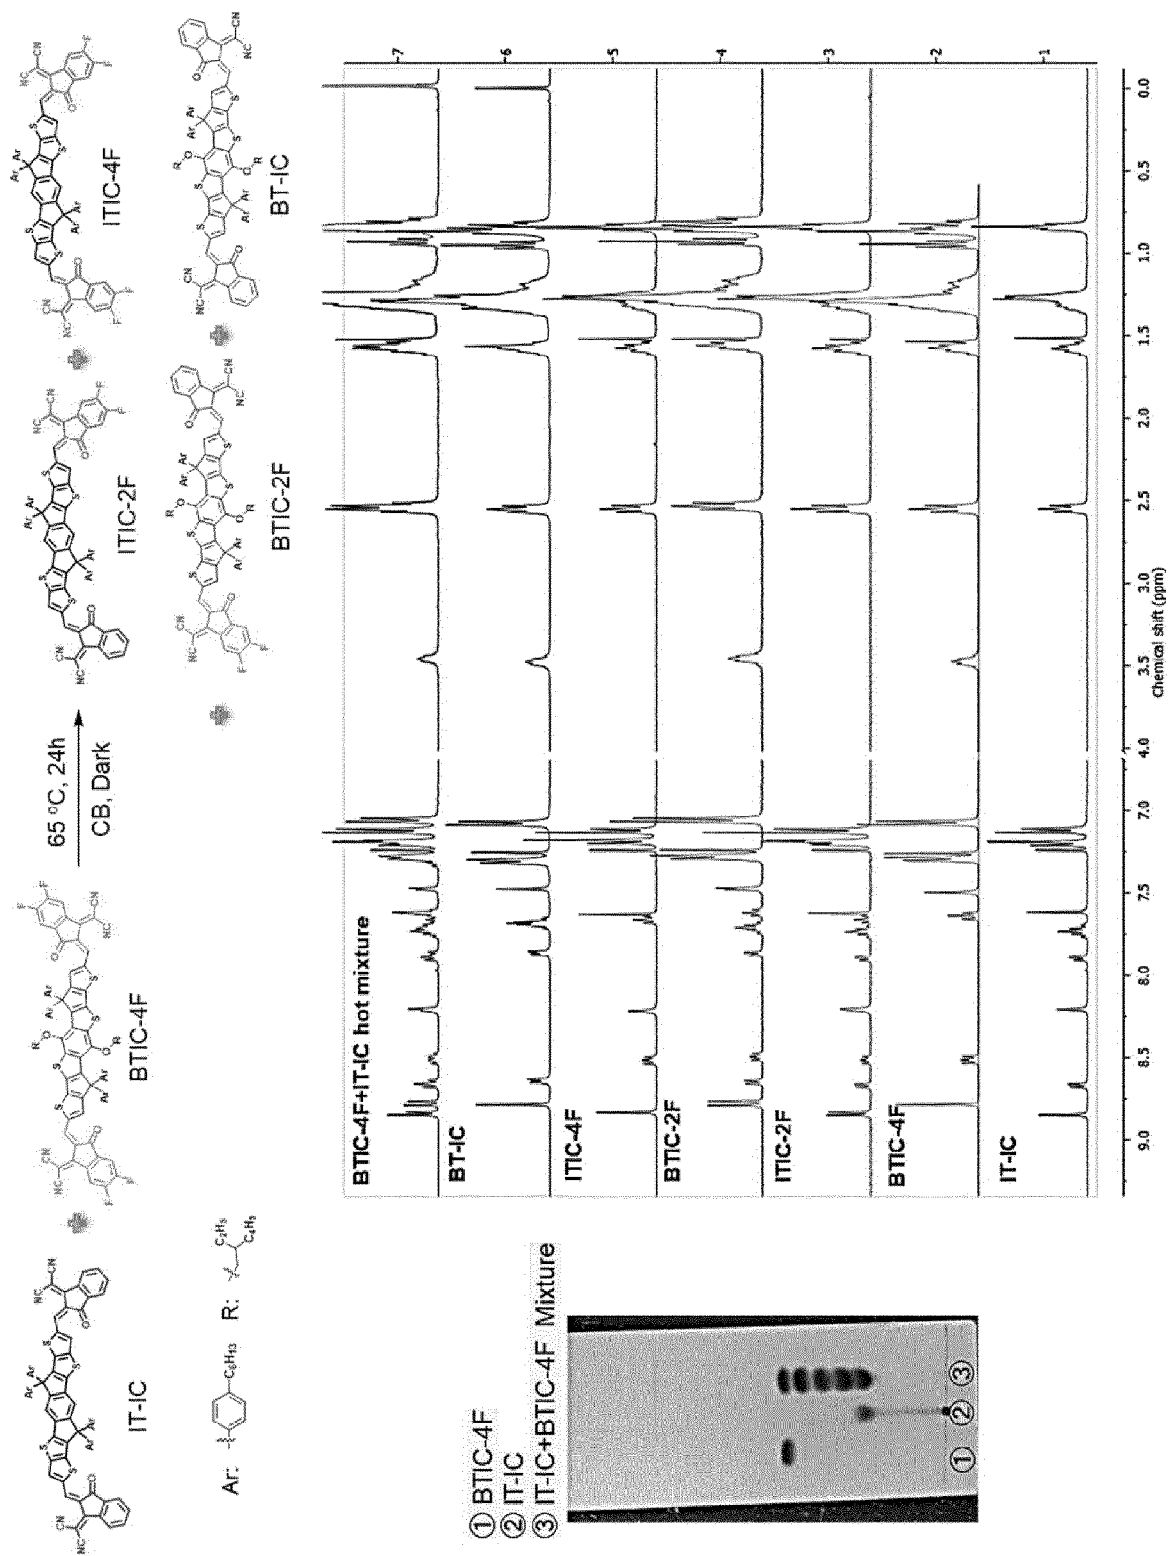 IT-IC
BTIC-4F
65 ºC, 24h
CB, Dark
ITIC-2F
ITIC-4F
BTIC-2F
BT-IC
Ar:
C₆H₁₃
R:
C₂H₅
C₄H₉
① BTIC-4F
② IT-IC
③ IT-IC+BTIC-4F Mixture
① ② ③
BTIC-4F+IT-IC hot mixture
-7
BT-IC
-6
ITIC-4F
-5
BTIC-2F
-4
ITIC-2F
-3
BTIC-4F
-2
IT-IC
-1
9.0 8.5 8.0 7.5 7.0 4.0 3.5 3.0 2.5 2.0 1.5 1.0 0.5 0.0
Chemical shift (ppm)